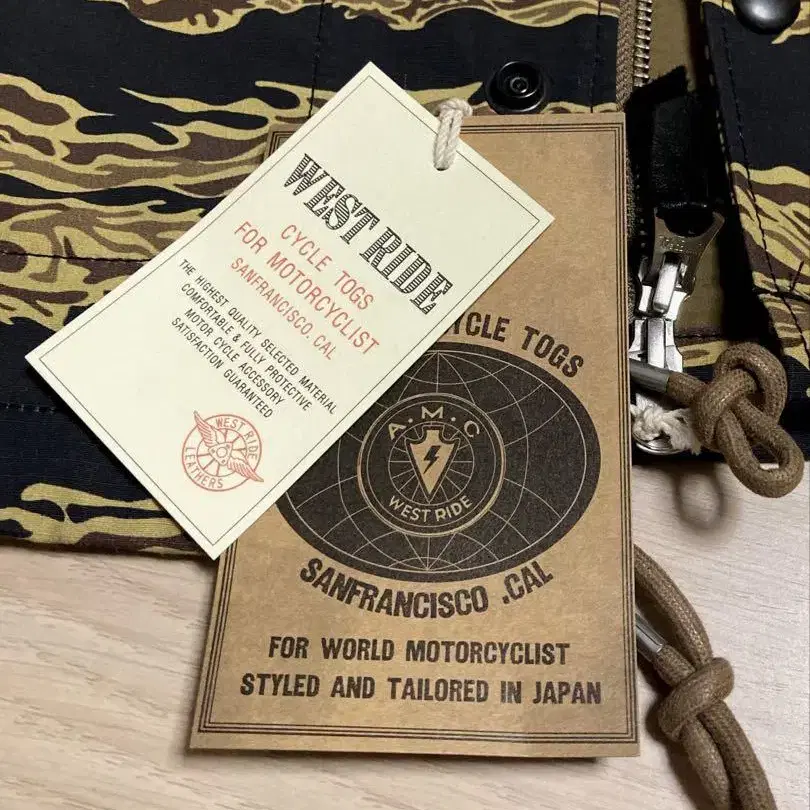 WEST RIDE
CYCLE TOGS
FOR MOTORCYCLIST
SANFRANCISCO.CAL
THE HIGHEST QUALITY SELECTED MATERIAL
COMFORTABLE & FULLY PROTECTIVE
MOTOR CYCLE ACCESSORY
SATISFACTION GUARANTEED
WEST RIDE
LEATHERS
CYCLE TOGS
A.M.C
WEST RIDE
SANFRANCISCO .CAL
FOR WORLD MOTORCYCLIST
STYLED AND TAILORED IN JAPAN